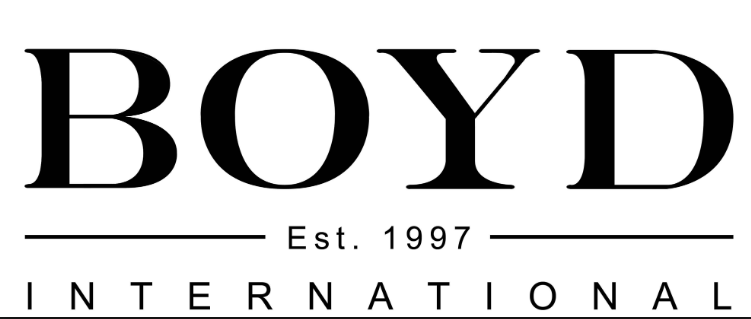 BOYD
Est. 1997
INTERNATIONAL